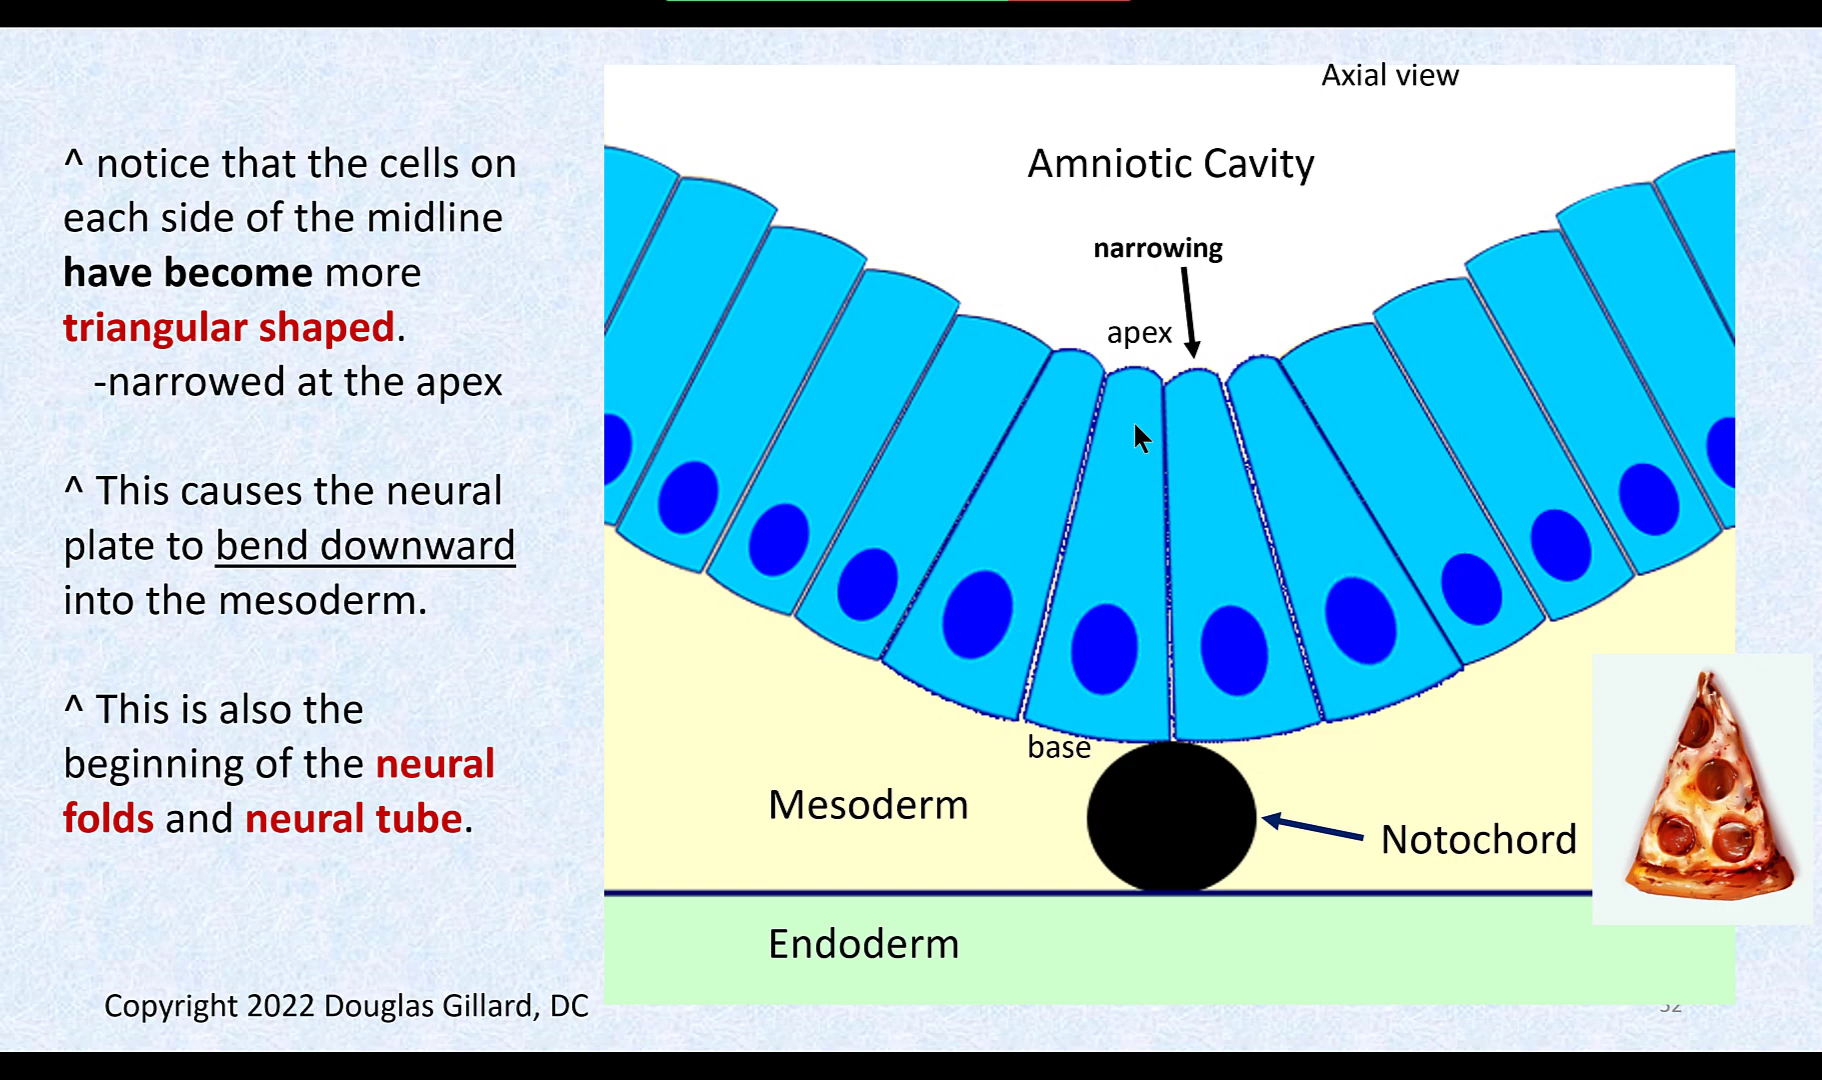 Axial view
^ notice that the cells on
each side of the midline
have become more
triangular shaped.
-narrowed at the apex
^ This causes the neural
plate to bend downward
into the mesoderm.
^ This is also the
beginning of the neural
folds and neural tube.
Amniotic Cavity
narrowing
apex
base
Mesoderm
Notochord
Endoderm
Copyright 2022 Douglas Gillard, DC